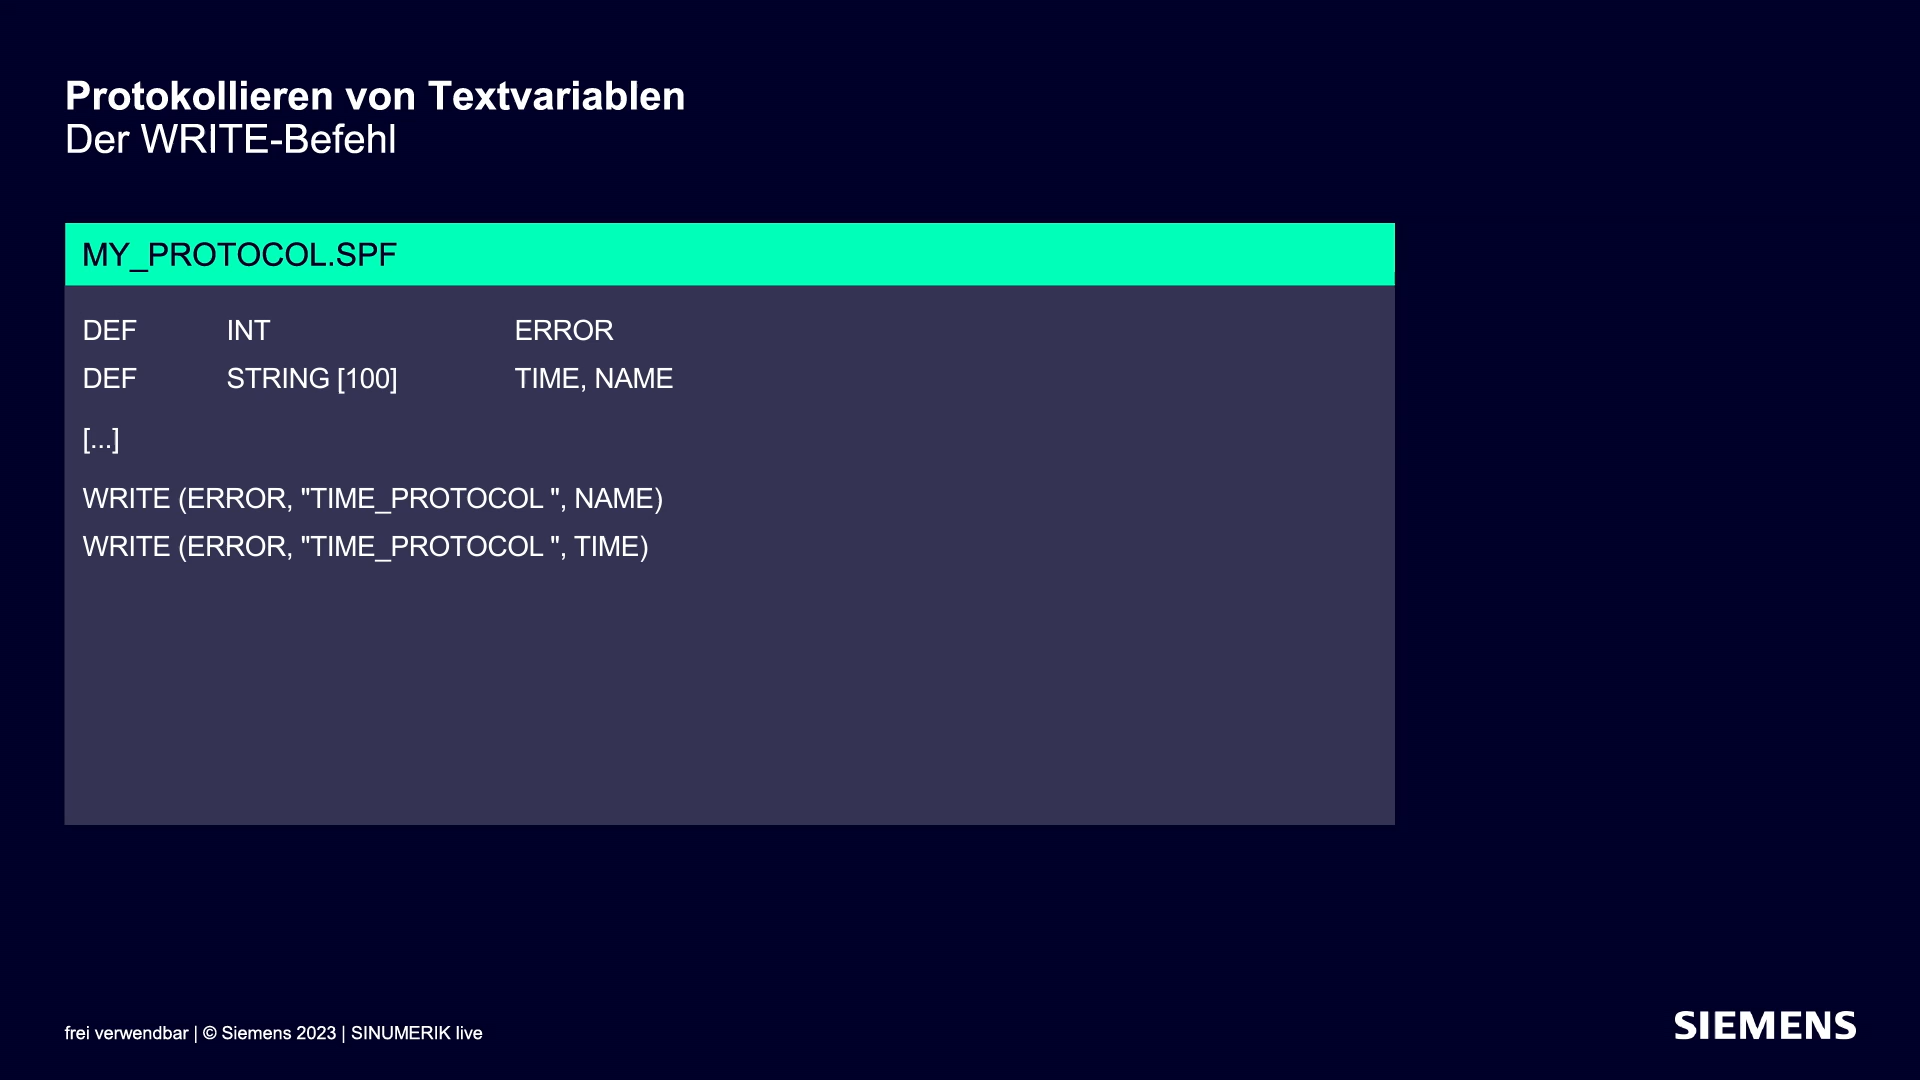 Protokollieren von Textvariablen
Der WRITE-Befehl
MY_PROTOCOL.SPF
DEF INT ERROR
DEF STRING [100] TIME, NAME
[...]
WRITE (ERROR, "TIME_PROTOCOL ", NAME)
WRITE (ERROR, "TIME_PROTOCOL ", TIME)
frei verwendbar | © Siemens 2023 | SINUMERIK live
SIEMENS